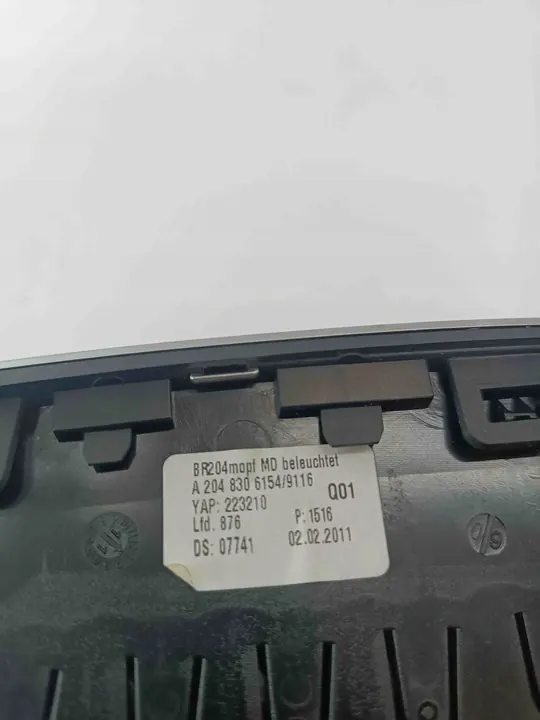 BR204mopf MD beleuchtet
A 204 830 6154/9116
YAP: 223210 Q01
Lfd. 876 P: 1516
DS: 07741 02.02.2011